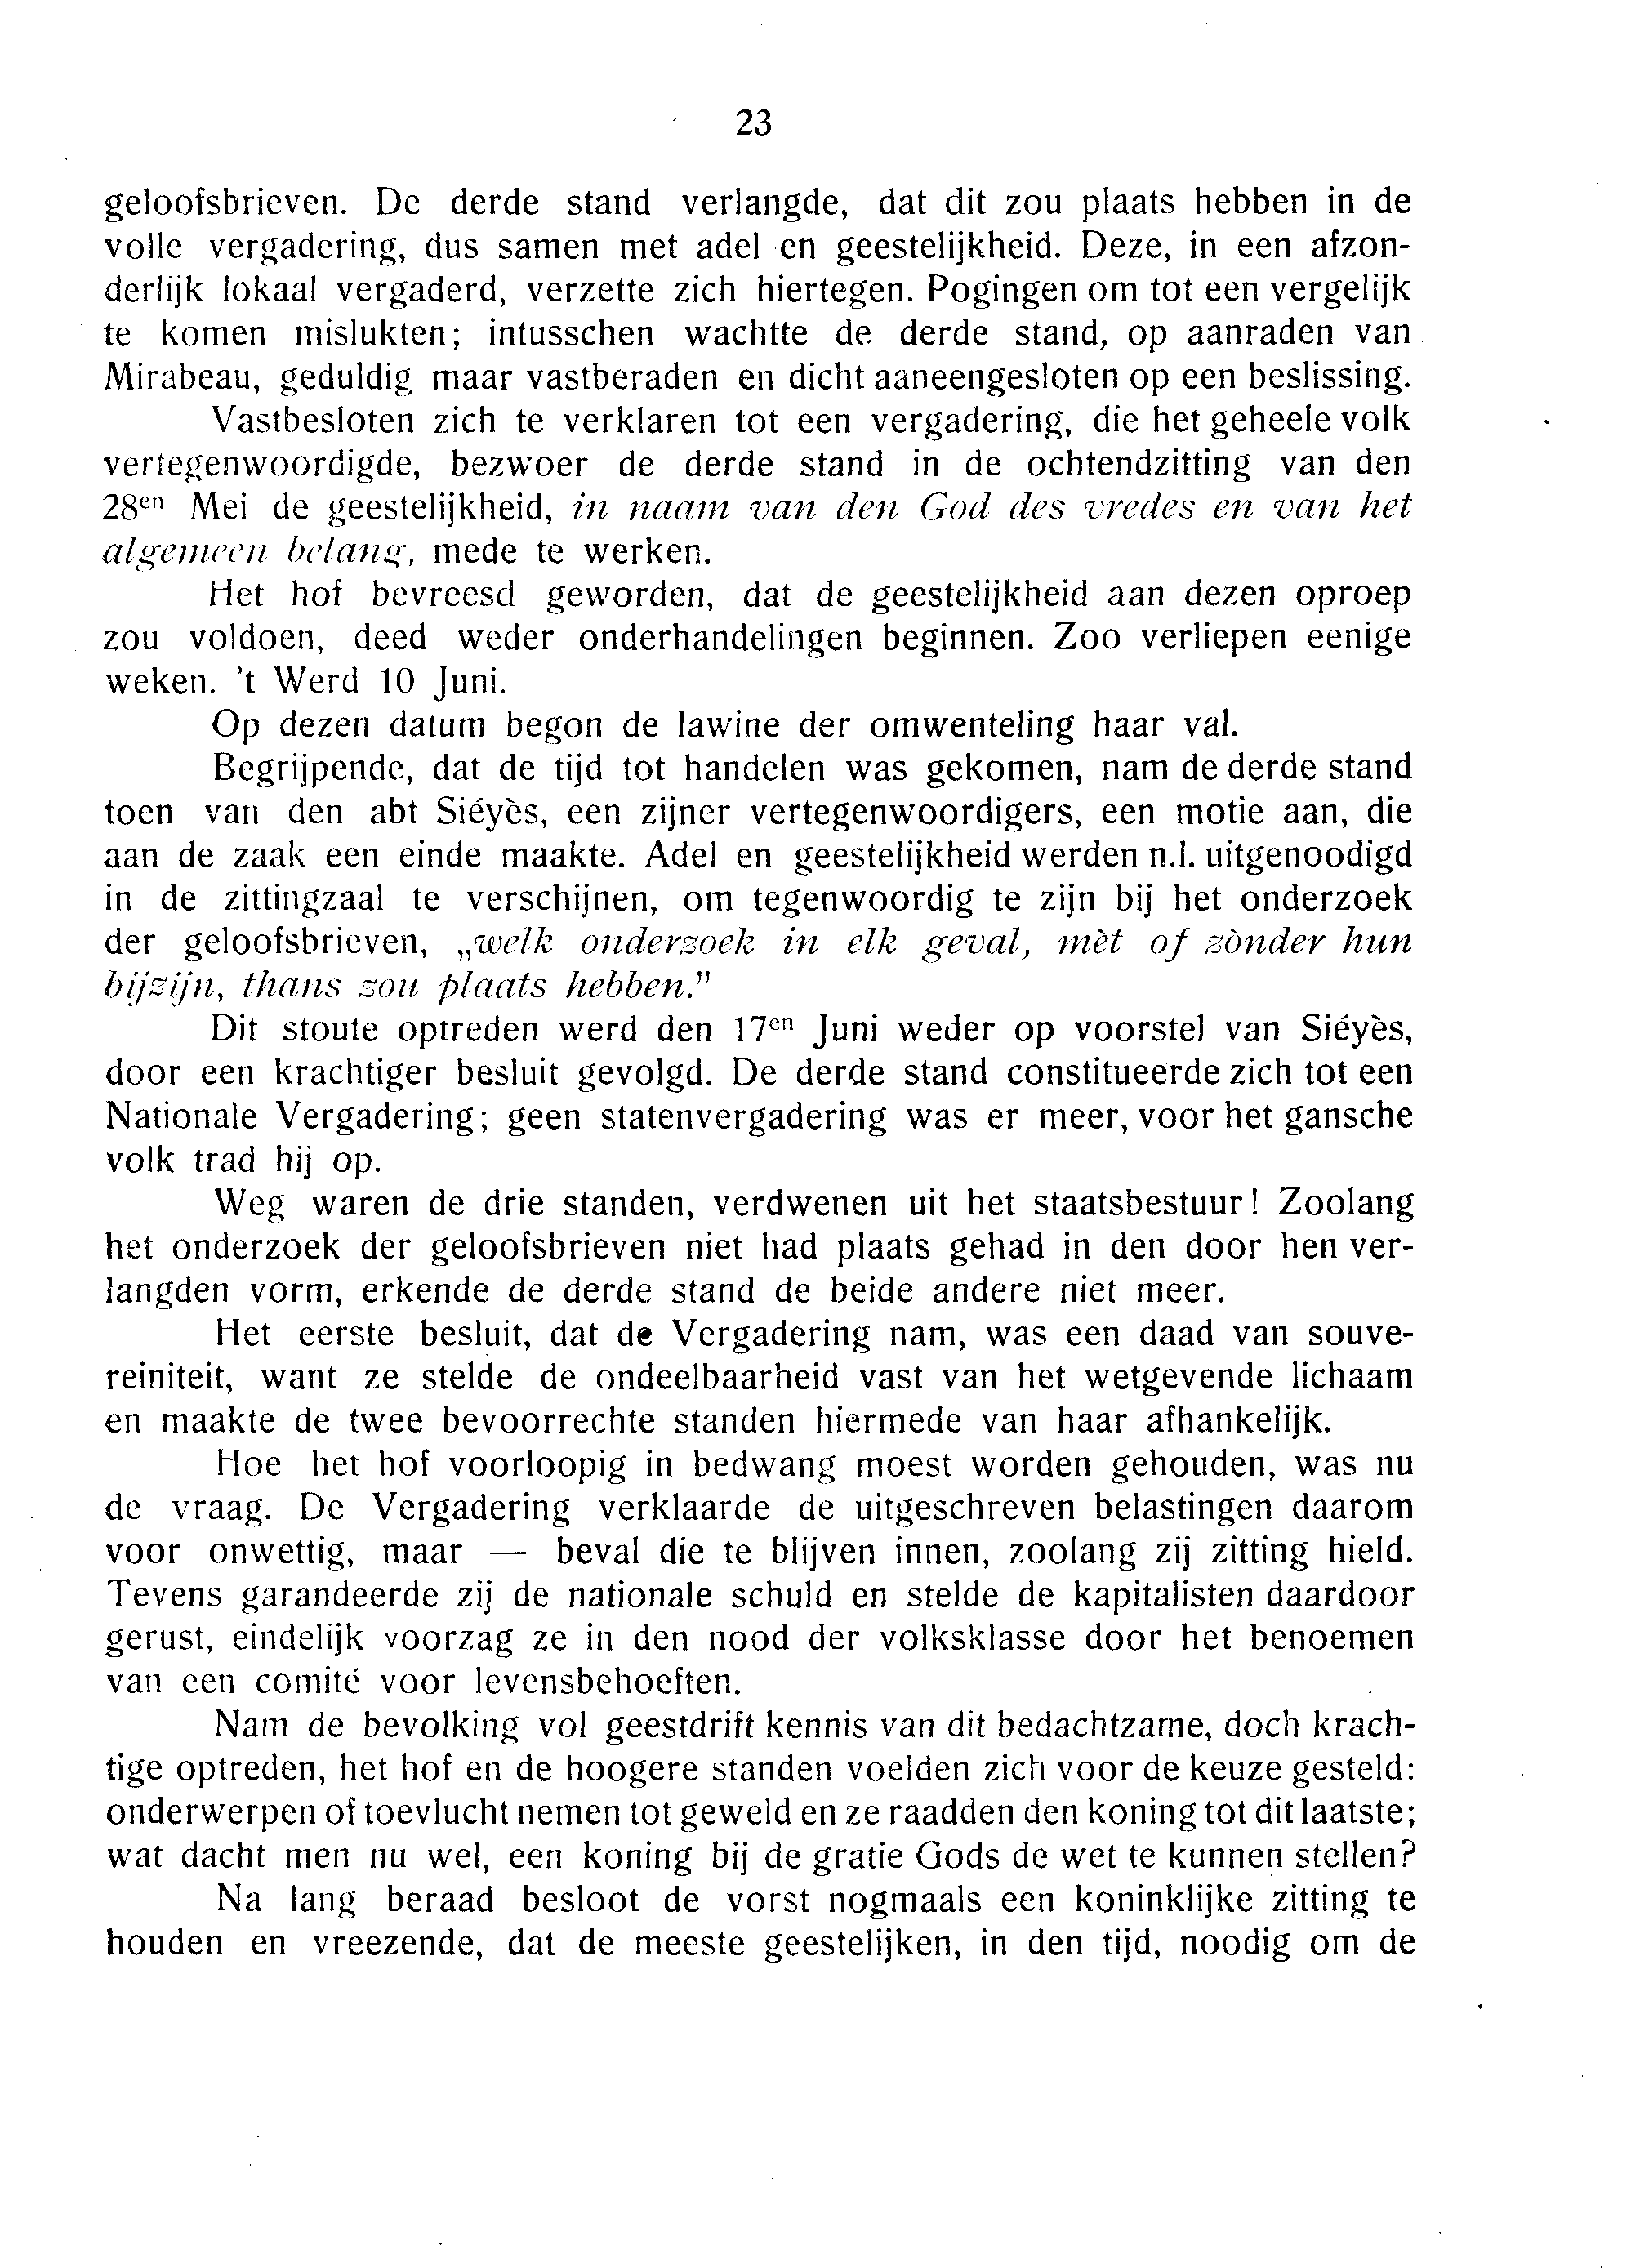 23
geloofsbrieven. De derde stand verlangde, dat dit zou plaats hebben in de
volle vergadering, dus samen met adel en geestelijkheid. Deze, in een afzon-
derlijk lokaal vergaderd, verzette zich hiertegen. Pogingen om tot een vergelijk
te komen mislukten; intusschen wachtte de derde stand, op aanraden van
Mirabeau, geduldig maar vastberaden en dicht aaneengesloten op een beslissing.
Vastbesloten zich te verklaren tot een vergadering, die het geheele volk
vertegenwoordigde, bezwoer de derde stand in de ochtendzitting van den
28en Mei de geestelijkheid, in naam van den God des vredes en van het
algemeen belang, mede te werken.
Het hof bevreesd geworden, dat de geestelijkheid aan dezen oproep
zou voldoen, deed weder onderhandelingen beginnen. Zoo verliepen eenige
weken. 't Werd 10 Juni.
Op dezen datum begon de lawine der omwenteling haar val.
Begrijpende, dat de tijd tot handelen was gekomen, nam de derde stand
toen van den abt Siéyès, een zijner vertegenwoordigers, een motie aan, die
aan de zaak een einde maakte. Adel en geestelijkheid werden n.l. uitgenoodigd
in de zittingzaal te verschijnen, om tegenwoordig te zijn bij het onderzoek
der geloofsbrieven, „welk onderzoek in elk geval, mèt of zònder hun
bijzijn, thans zou plaats hebben."
Dit stoute optreden werd den 17en Juni weder op voorstel van Siéyès,
door een krachtiger besluit gevolgd. De derde stand constitueerde zich tot een
Nationale Vergadering; geen statenvergadering was er meer, voor het gansche
volk trad hij op.
Weg waren de drie standen, verdwenen uit het staatsbestuur! Zoolang
het onderzoek der geloofsbrieven niet had plaats gehad in den door hen ver-
langden vorm, erkende de derde stand de beide andere niet meer.
Het eerste besluit, dat de Vergadering nam, was een daad van souve-
reiniteit, want ze stelde de ondeelbaarheid vast van het wetgevende lichaam
en maakte de twee bevoorrechte standen hiermede van haar afhankelijk.
Hoe het hof voorloopig in bedwang moest worden gehouden, was nu
de vraag. De Vergadering verklaarde de uitgeschreven belastingen daarom
voor onwettig, maar — beval die te blijven innen, zoolang zij zitting hield.
Tevens garandeerde zij de nationale schuld en stelde de kapitalisten daardoor
gerust, eindelijk voorzag ze in den nood der volksklasse door het benoemen
van een comité voor levensbehoeften.
Nam de bevolking vol geestdrift kennis van dit bedachtzame, doch krach-
tige optreden, het hof en de hoogere standen voelden zich voor de keuze gesteld:
onderwerpen of toevlucht nemen tot geweld en ze raadden den koning tot dit laatste;
wat dacht men nu wel, een koning bij de gratie Gods de wet te kunnen stellen?
Na lang beraad besloot de vorst nogmaals een koninklijke zitting te
houden en vreezende, dat de meeste geestelijken, in den tijd, noodig om de